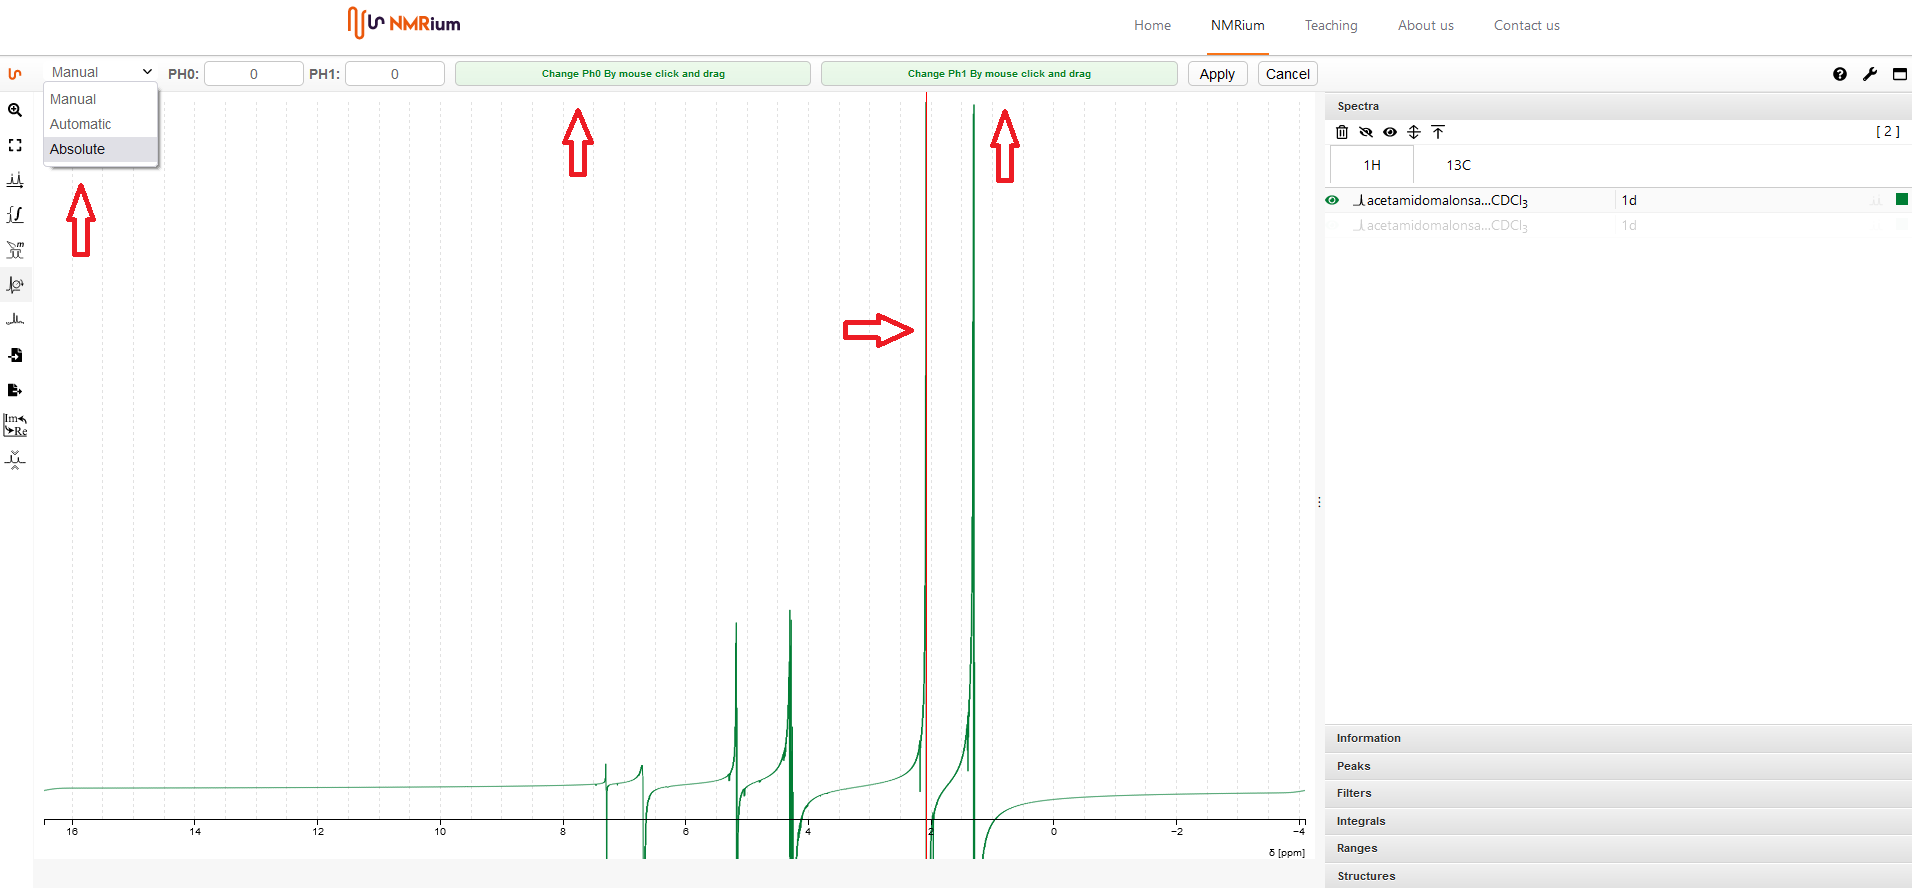 NMRium
Home NMRium Teaching About us Contact us
Manual PH0: 0 PH1: 0 Change Ph0 By mouse click and drag Change Ph1 By mouse click and drag Apply Cancel
Manual
Automatic
Absolute
Spectra
[ 2 ]
1H 13C
acetamidomalonsa...CDCl3 1d
acetamidomalonsa...CDCl3 1d
Im
Re
16 14 12 10 8 6 4 2 0 −2 −4
δ [ppm]
Information
Peaks
Filters
Integrals
Ranges
Structures